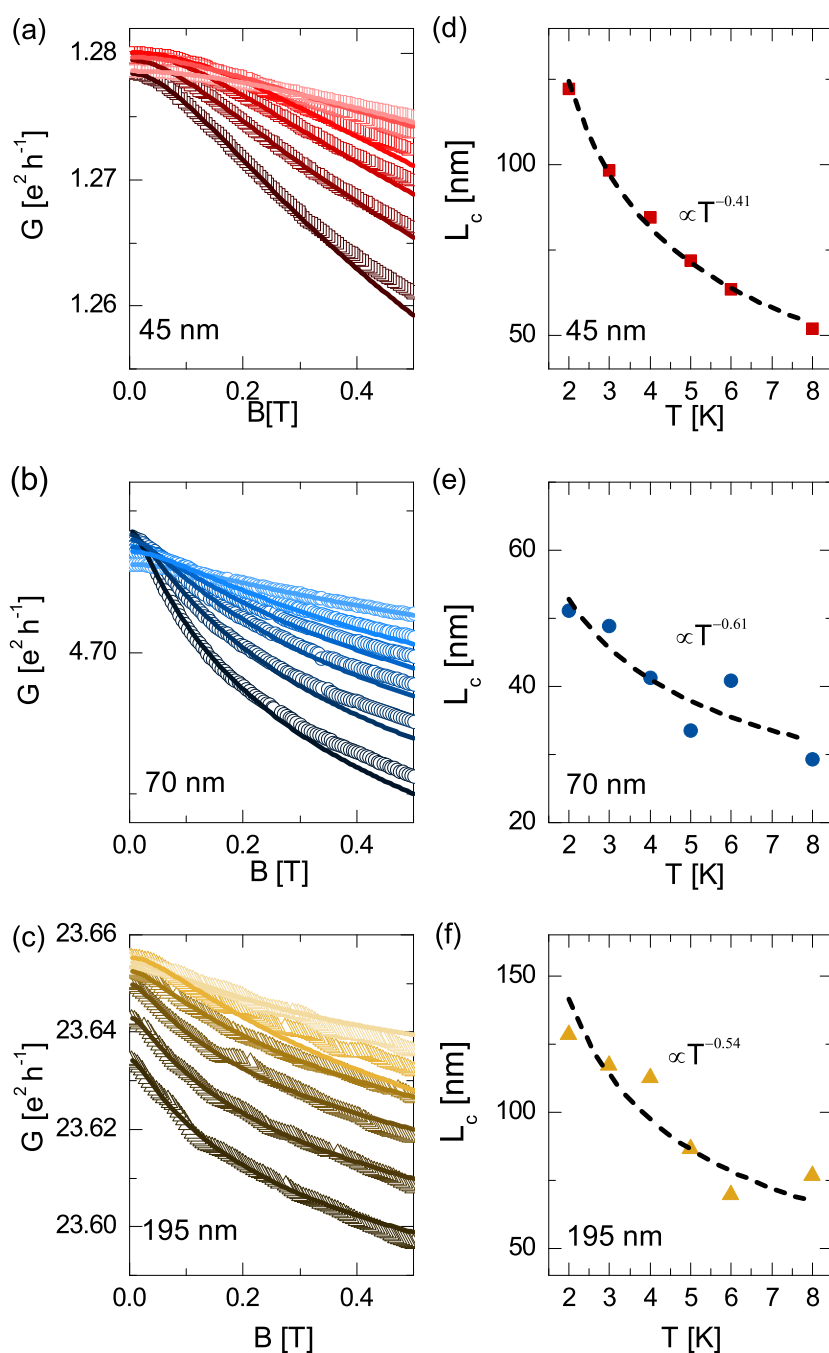 (a)
1.28
1.27
1.26
G [e² h⁻¹]
45 nm
0.0 0.2 0.4
B[T]
(d)
100
50
L_c [nm]
∝T⁻⁰·⁴¹
45 nm
2 3 4 5 6 7 8
T [K]
(b)
4.70
G [e² h⁻¹]
70 nm
0.0 0.2 0.4
B [T]
(e)
60
40
20
L_c [nm]
∝T⁻⁰·⁶¹
70 nm
2 3 4 5 6 7 8
T [K]
(c)
23.66
23.64
23.62
23.60
G [e² h⁻¹]
195 nm
0.0 0.2 0.4
B [T]
(f)
150
100
50
L_c [nm]
∝T⁻⁰·⁵⁴
195 nm
2 3 4 5 6 7 8
T [K]